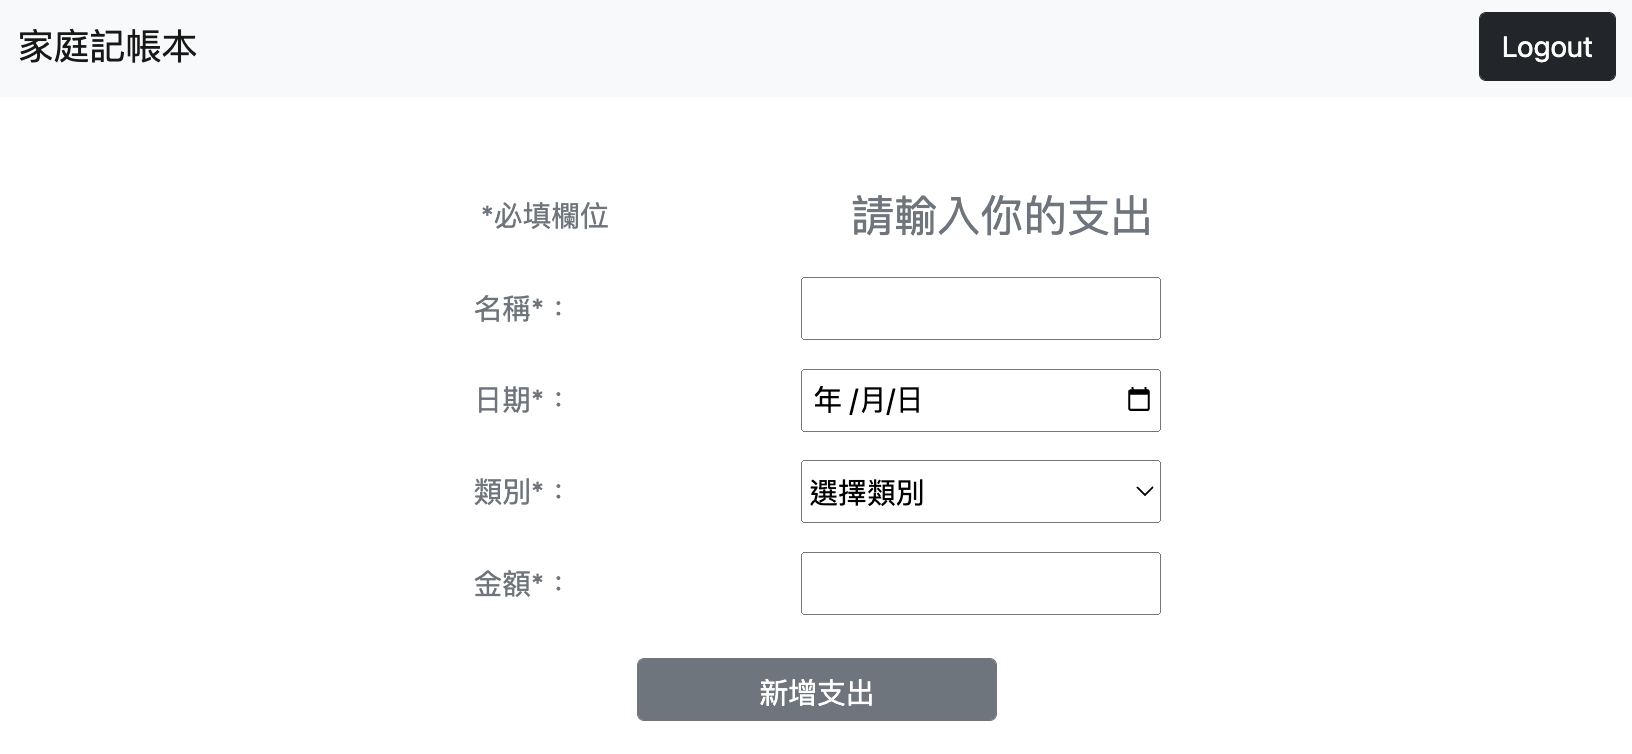 家庭記帳本
Logout
*必填欄位
請輸入你的支出
名稱*：
日期*：
年 /月/日
類別*：
選擇類別
金額*：
新增支出